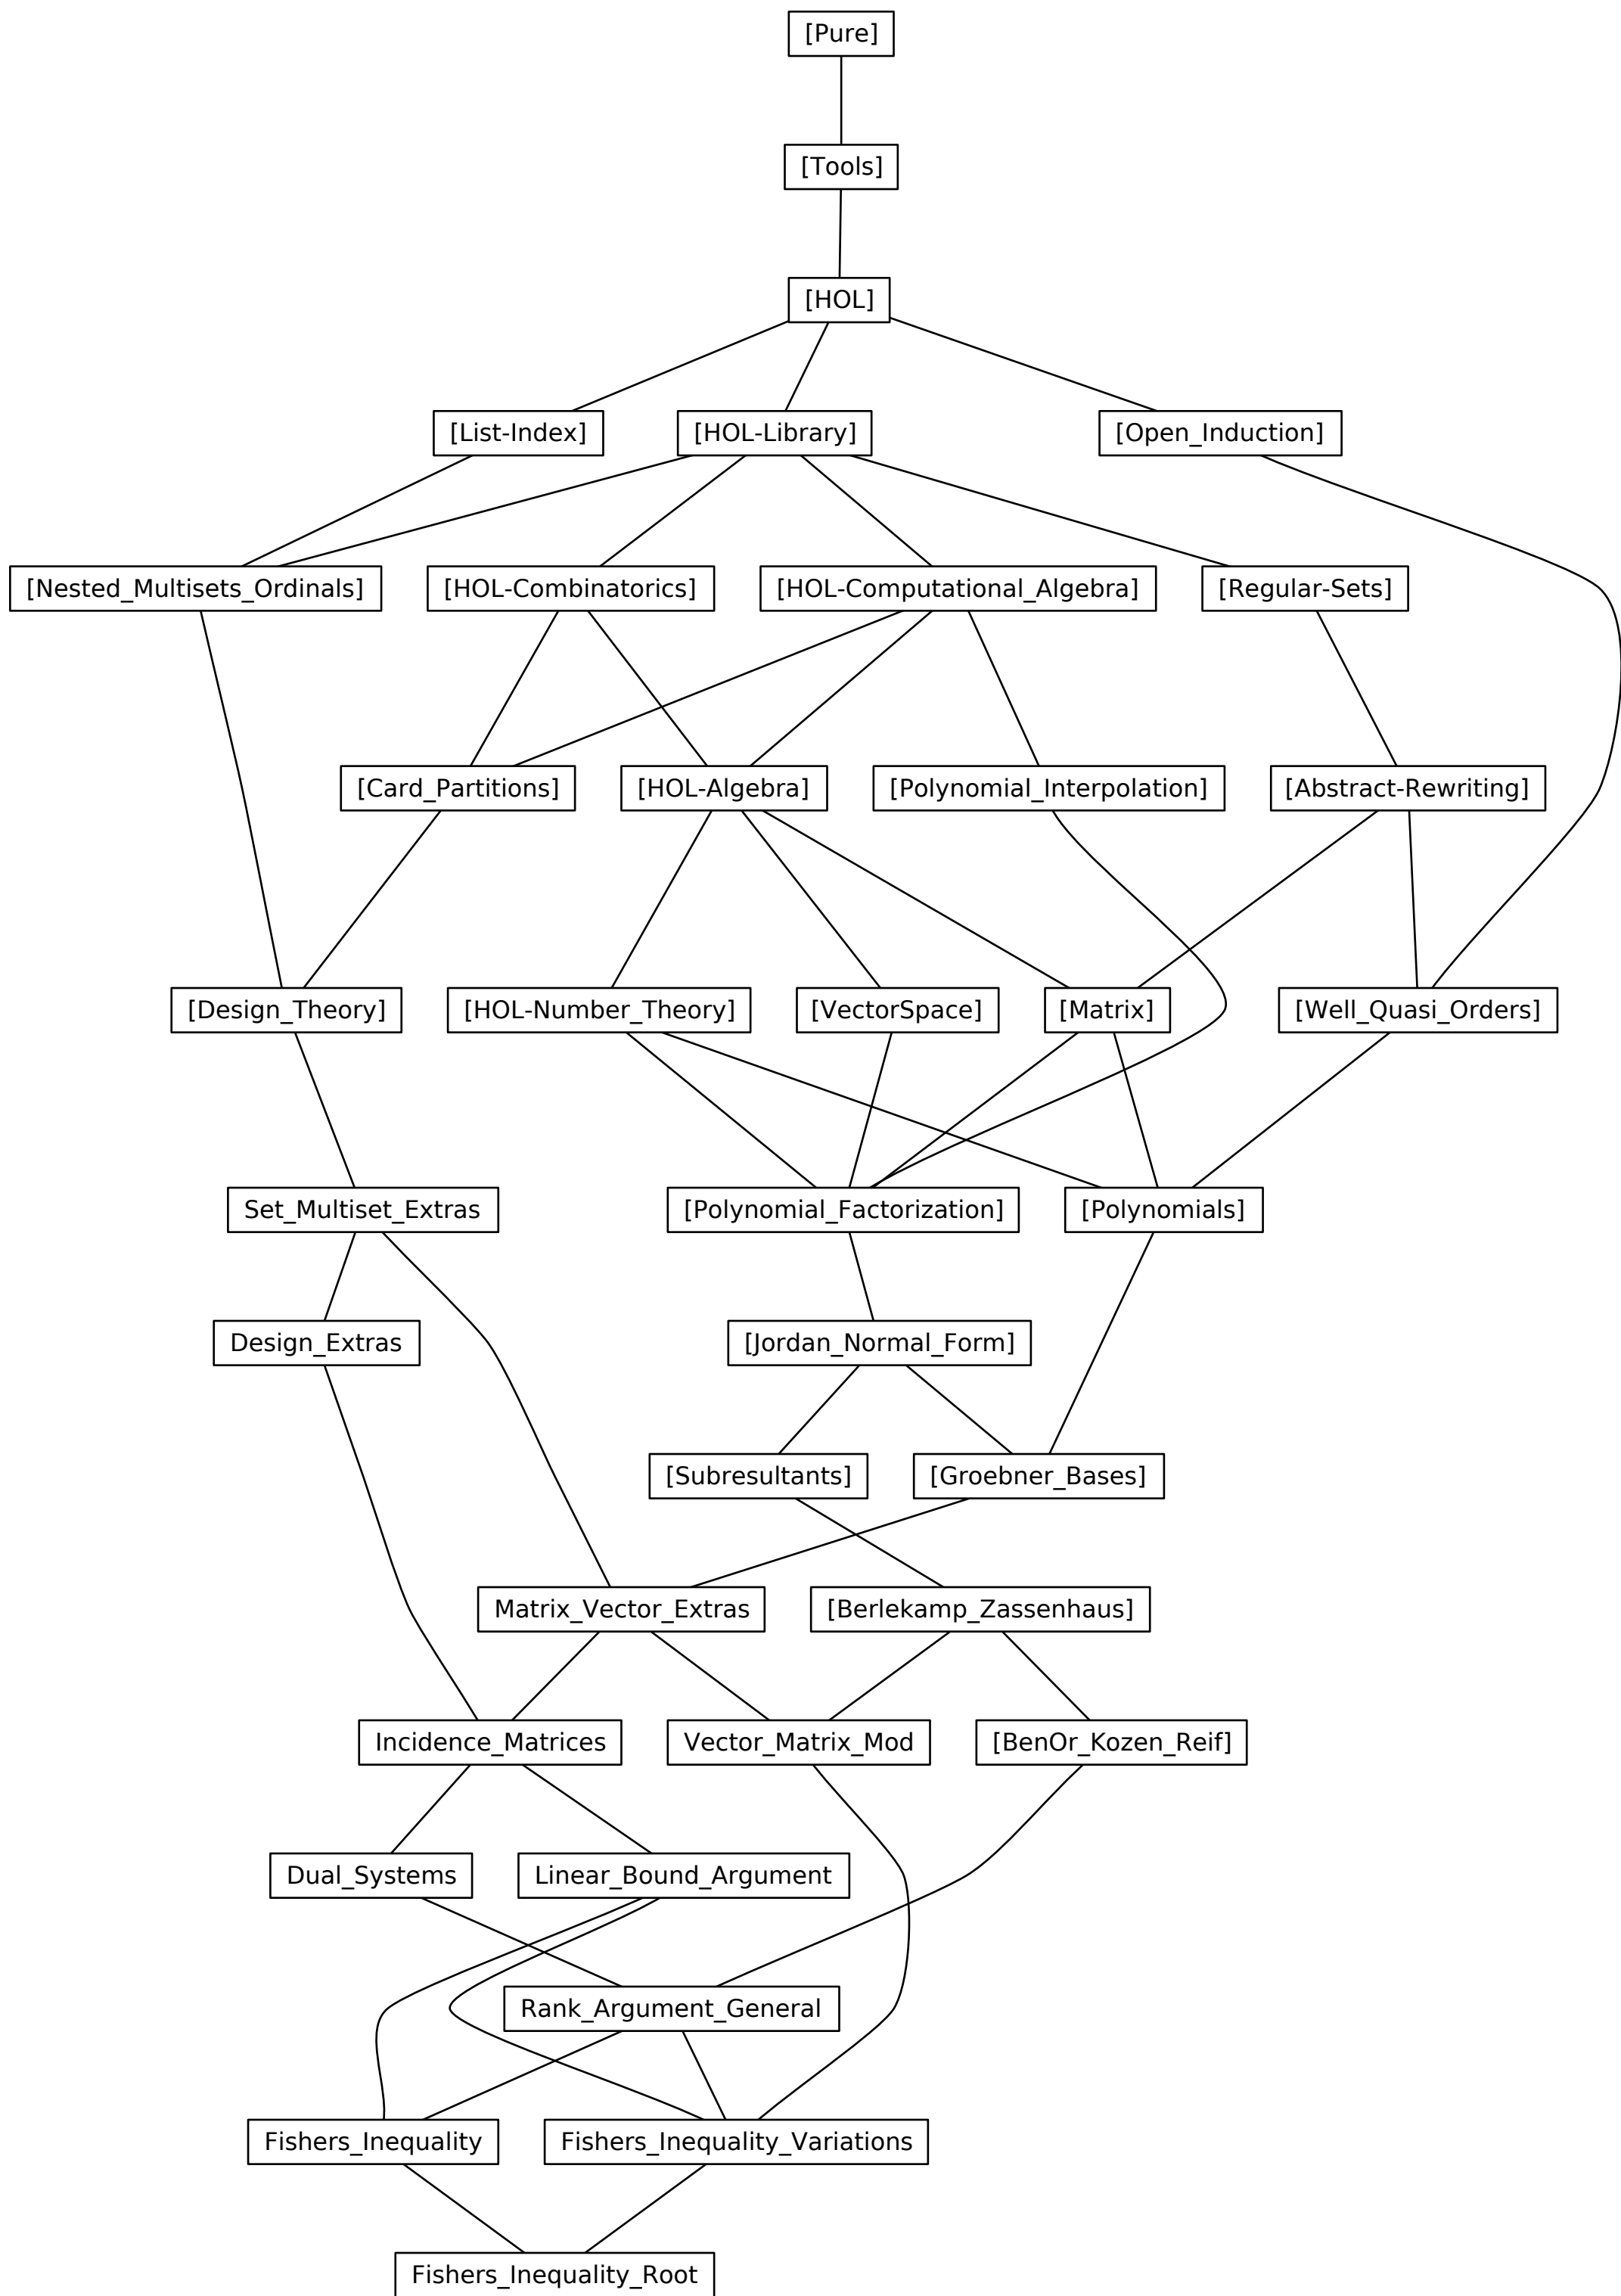 [Pure]
[Tools]
[HOL]
[List-Index]
[HOL-Library]
[Open_Induction]
[Nested_Multisets_Ordinals]
[HOL-Combinatorics]
[HOL-Computational_Algebra]
[Regular-Sets]
[Card_Partitions]
[HOL-Algebra]
[Polynomial_Interpolation]
[Abstract-Rewriting]
[Design_Theory]
[HOL-Number_Theory]
[VectorSpace]
[Matrix]
[Well_Quasi_Orders]
Set_Multiset_Extras
[Polynomial_Factorization]
[Polynomials]
Design_Extras
[Jordan_Normal_Form]
[Subresultants]
[Groebner_Bases]
Matrix_Vector_Extras
[Berlekamp_Zassenhaus]
Incidence_Matrices
Vector_Matrix_Mod
[BenOr_Kozen_Reif]
Dual_Systems
Linear_Bound_Argument
Rank_Argument_General
Fishers_Inequality
Fishers_Inequality_Variations
Fishers_Inequality_Root